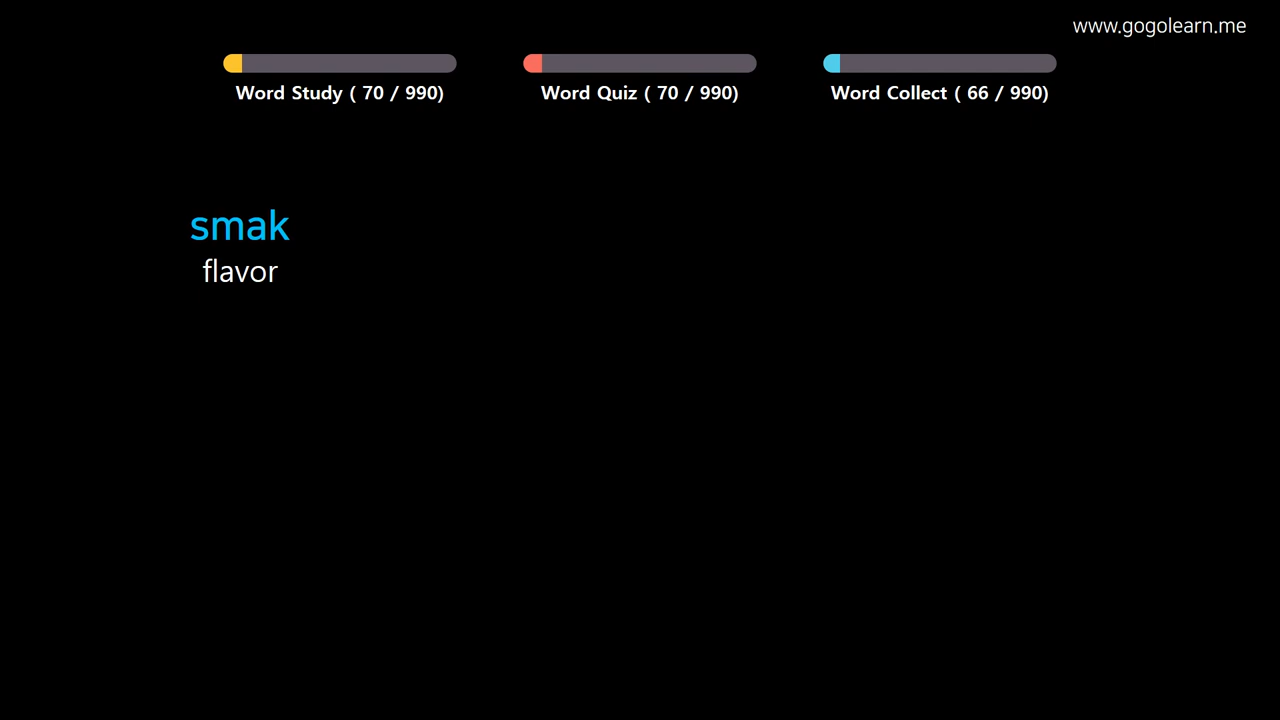 www.gogolearn.me
Word Study ( 70 / 990)
Word Quiz ( 70 / 990)
Word Collect ( 66 / 990)
smak
flavor